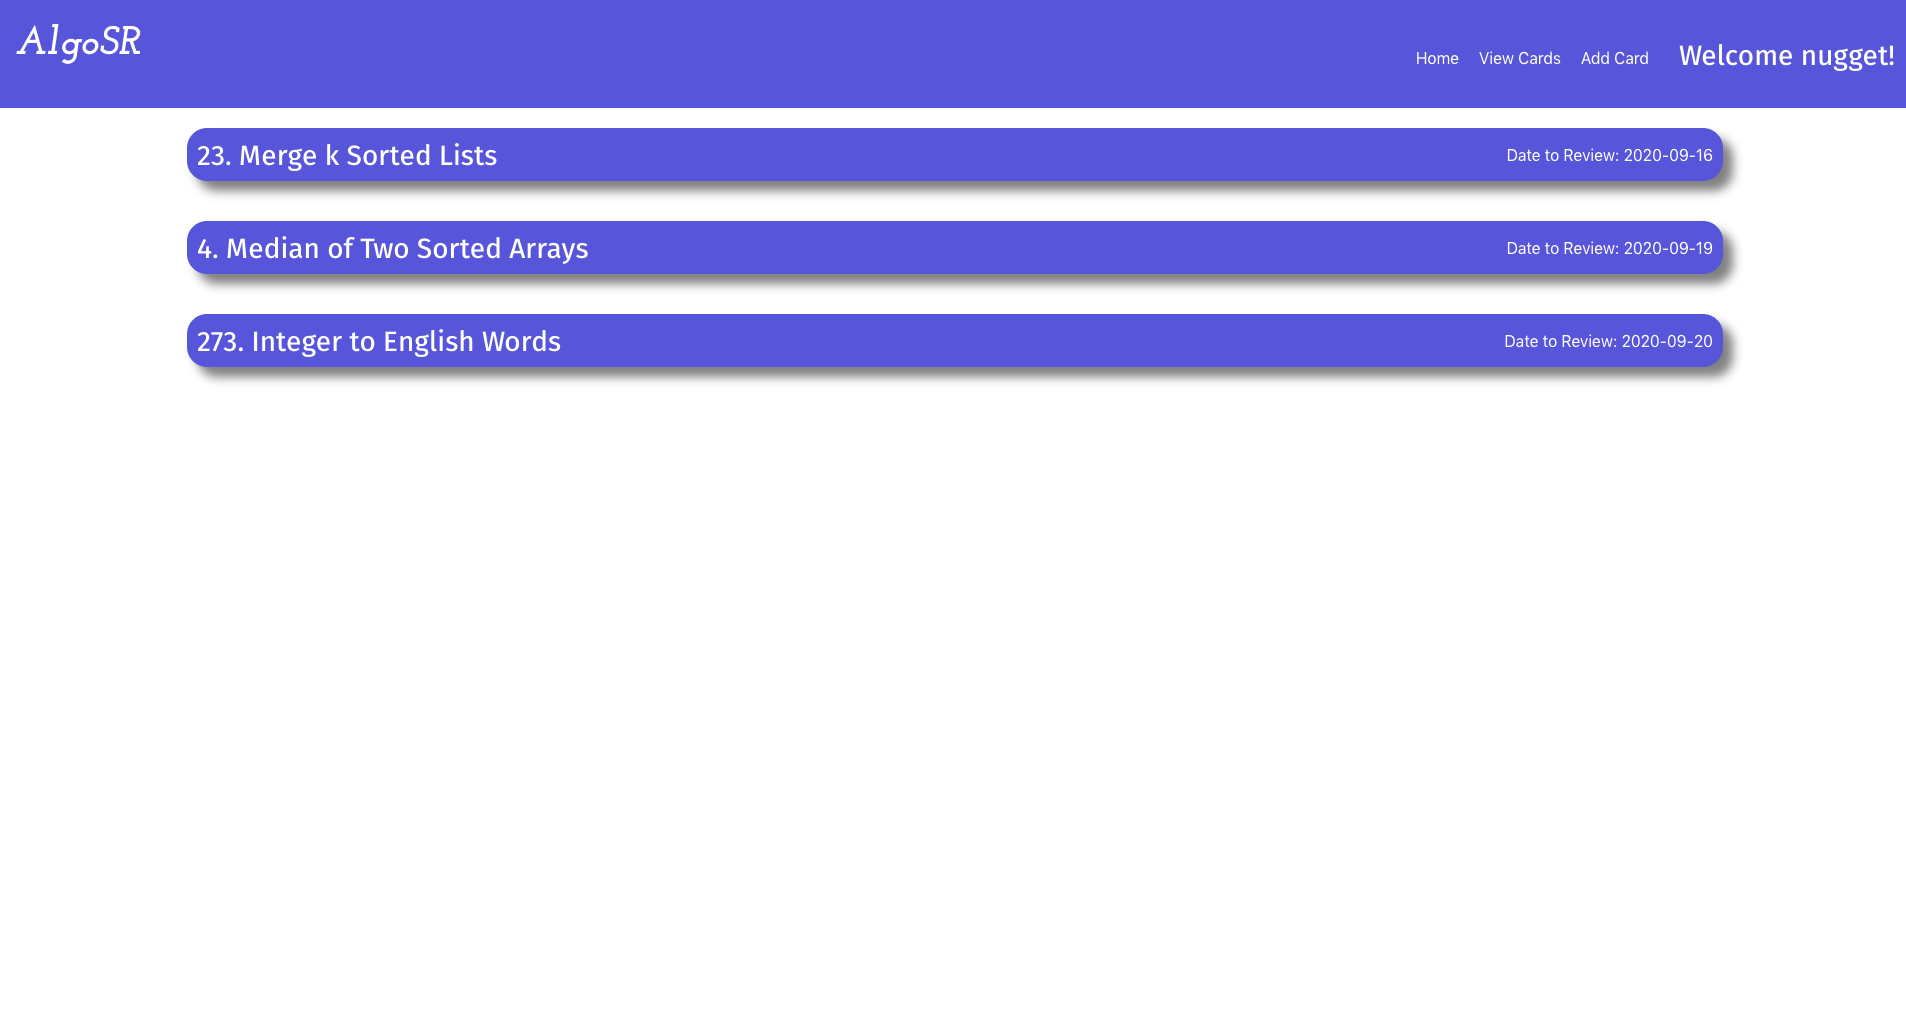 AlgoSR
Home View Cards Add Card Welcome nugget!
23. Merge k Sorted Lists Date to Review: 2020-09-16
4. Median of Two Sorted Arrays Date to Review: 2020-09-19
273. Integer to English Words Date to Review: 2020-09-20